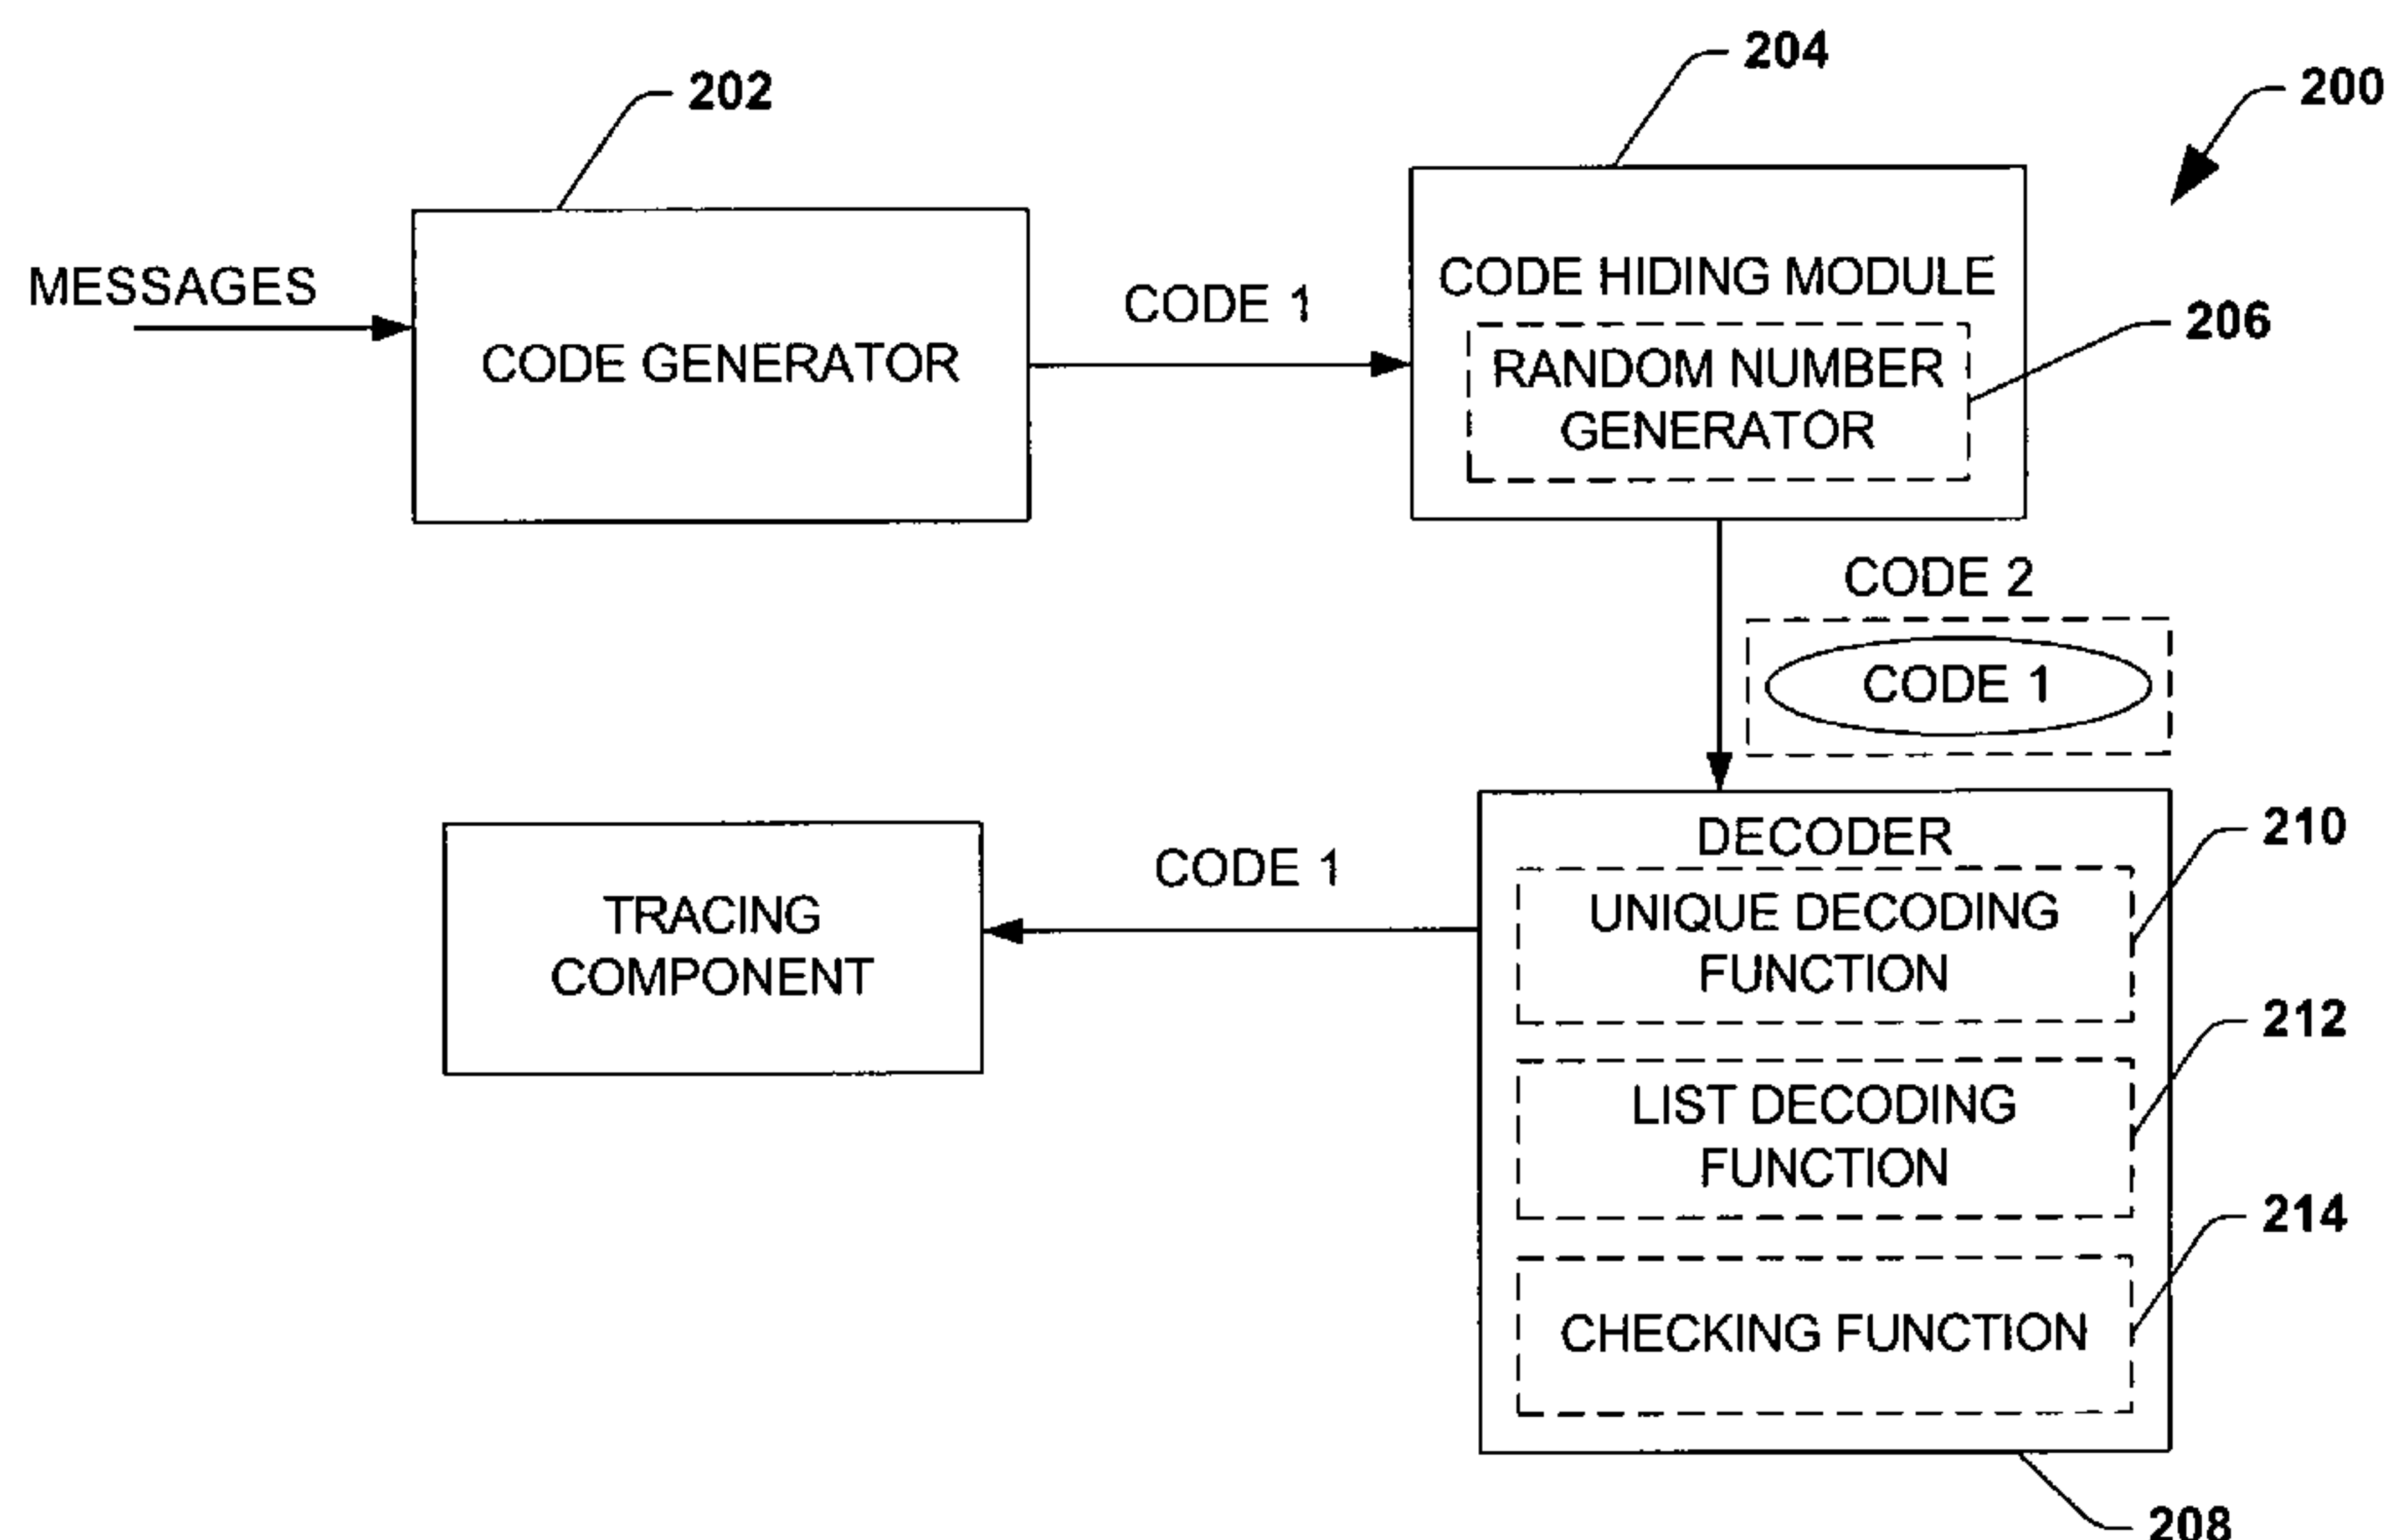 202
204
200
MESSAGES
CODE GENERATOR
CODE 1
CODE HIDING MODULE
RANDOM NUMBER
GENERATOR
206
CODE 2
CODE 1
TRACING
COMPONENT
CODE 1
DECODER
UNIQUE DECODING
FUNCTION
210
LIST DECODING
FUNCTION
212
CHECKING FUNCTION
214
208